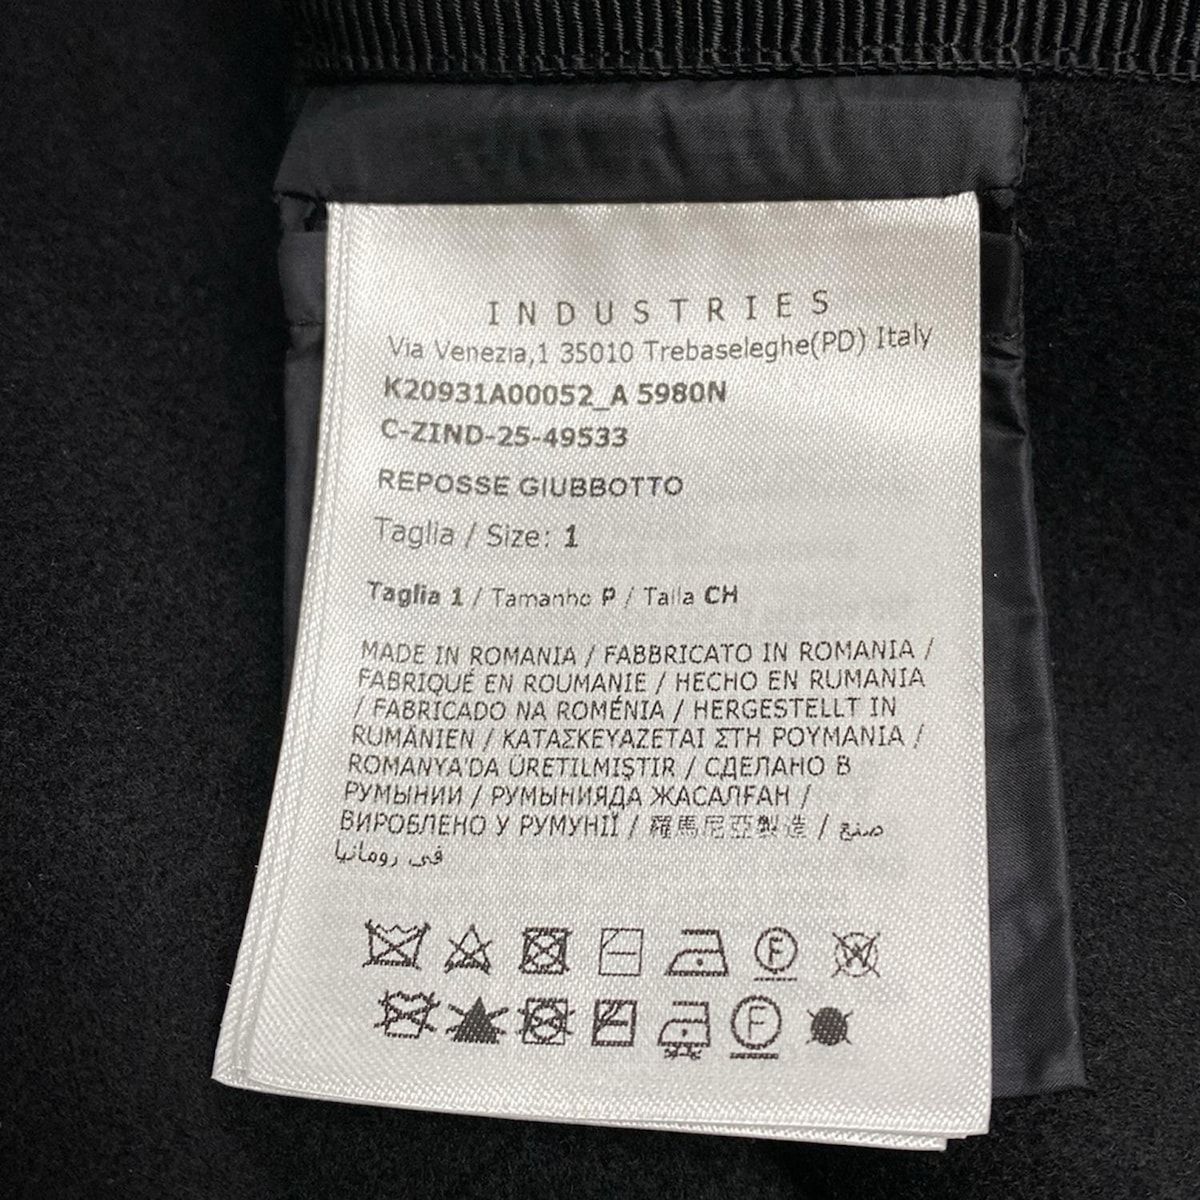 INDUSTRIES
Via Venezia,1 35010 Trebaseleghe(PD) Italy
K20931A00052_A 5980N
C-ZIND-25-49533
REPOSSE GIUBBOTTO
Taglia / Size: 1
Taglia 1 / Tamanho P / Talla CH
MADE IN ROMANIA / FABBRICATO IN ROMANIA /
FABRIQUÉ EN ROUMANIE / HECHO EN RUMANIA
/ FABRICADO NA ROMÉNIA / HERGESTELLT IN
RUMÄNIEN / ΚΑΤΑΣΚΕΥΑΖΕΤΑΙ ΣΤΗ ΡΟΥΜΑΝΙΑ /
ROMANYA'DA ÜRETILMIŞTIR / СДЕЛАНО В
РУМЫНИИ / РУМЫНИЯДА ЖАСАЛҒАН /
ВИРОБЛЕНО У РУМУНІЇ / 羅馬尼亞製造 / صنع
في رومانيا
F
W
F